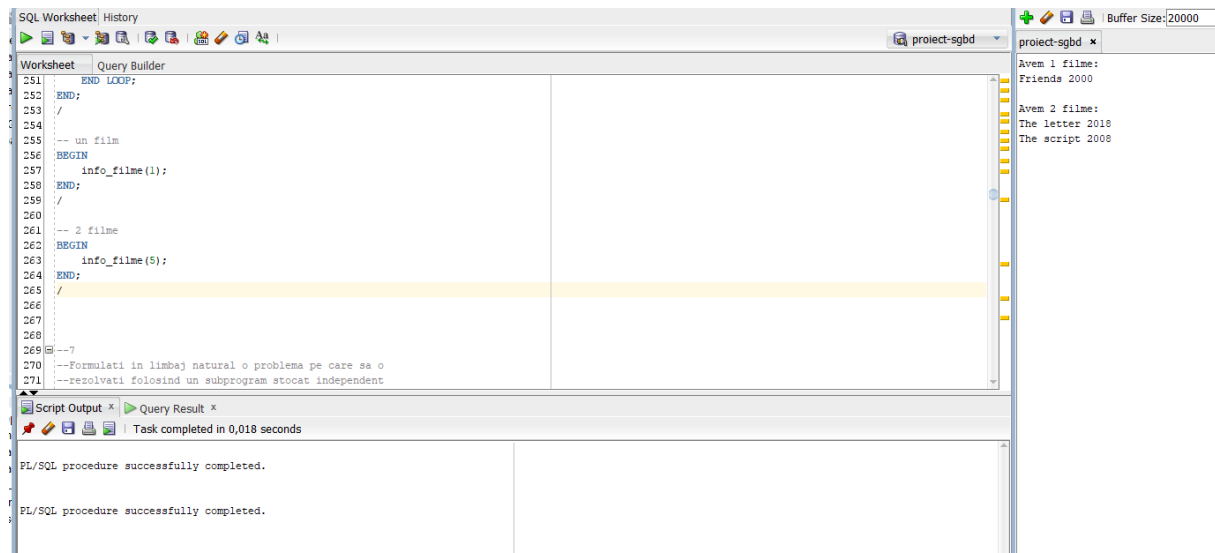 SQL Worksheet History
Buffer Size: 20000
proiect-sgbd
proiect-sgbd
Worksheet Query Builder
251 END LOOP;
252 END;
253 /
254
255 -- un film
256 BEGIN
257 info_filme(1);
258 END;
259 /
260
261 -- 2 filme
262 BEGIN
263 info_filme(5);
264 END;
265 /
266
267
268
269 --7
270 --Formulati in limbaj natural o problema pe care sa o
271 --rezolvati folosind un subprogram stocat independent
Avem 1 filme:
Friends 2000
Avem 2 filme:
The letter 2018
The script 2008
Script Output x Query Result x
Task completed in 0,018 seconds
PL/SQL procedure successfully completed.
PL/SQL procedure successfully completed.